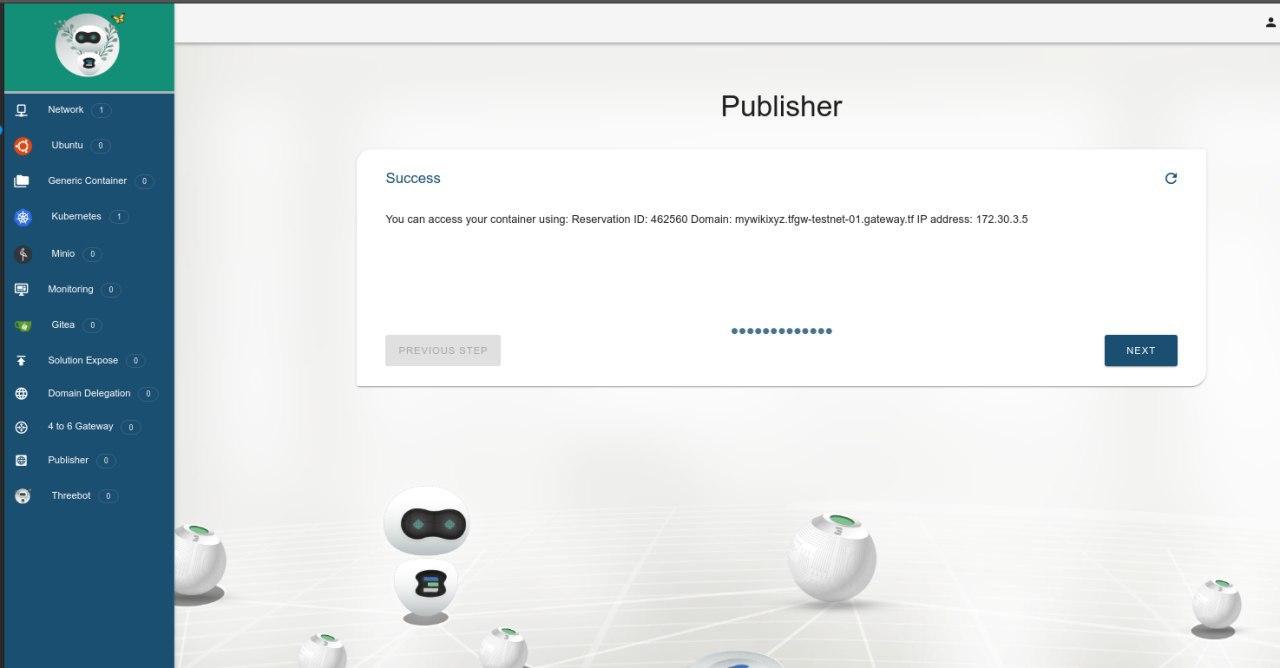 Network 1
Ubuntu 0
Generic Container 0
Kubernetes 1
Minio 0
Monitoring 0
Gitea 0
Solution Expose 0
Domain Delegation 0
4 to 6 Gateway 0
Publisher 0
Threebot 0
Publisher
Success
You can access your container using: Reservation ID: 462560 Domain: mywikixyz.tfgw-testnet-01.gateway.tf IP address: 172.30.3.5
PREVIOUS STEP
NEXT